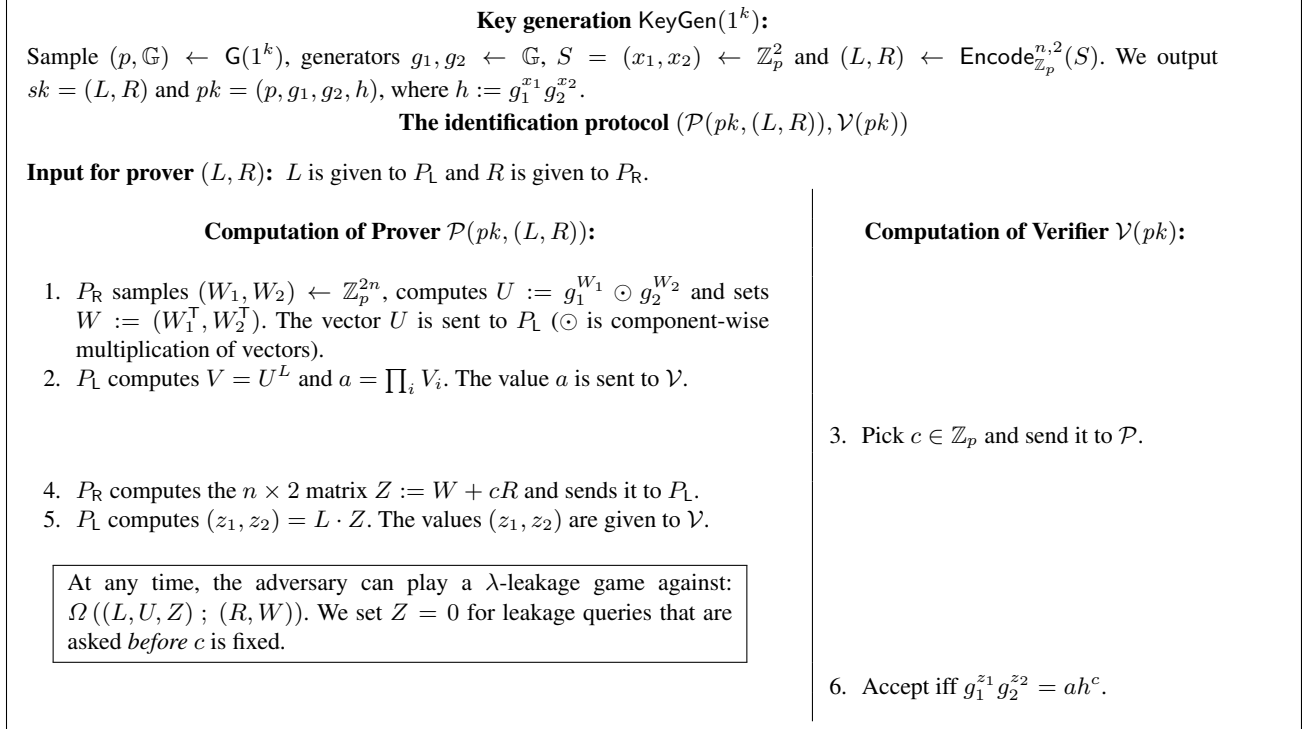 Key generation KeyGen(1^k):
Sample (p, 𝔾) ← G(1^k), generators g_1, g_2 ← 𝔾, S = (x_1, x_2) ← ℤ_p^2 and (L, R) ← Encode_{ℤ_p}^{n,2}(S). We output
sk = (L, R) and pk = (p, g_1, g_2, h), where h := g_1^{x_1} g_2^{x_2}.
The identification protocol (𝒫(pk, (L, R)), 𝒱(pk))
Input for prover (L, R): L is given to P_L and R is given to P_R.
Computation of Prover 𝒫(pk, (L, R)):
1. P_R samples (W_1, W_2) ← ℤ_p^{2n}, computes U := g_1^{W_1} ⊙ g_2^{W_2} and sets
W := (W_1^⊤, W_2^⊤). The vector U is sent to P_L (⊙ is component-wise
multiplication of vectors).
2. P_L computes V = U^L and a = ∏_i V_i. The value a is sent to 𝒱.
4. P_R computes the n × 2 matrix Z := W + cR and sends it to P_L.
5. P_L computes (z_1, z_2) = L · Z. The values (z_1, z_2) are given to 𝒱.
At any time, the adversary can play a λ-leakage game against:
Ω ((L, U, Z) ; (R, W)). We set Z = 0 for leakage queries that are
asked before c is fixed.
Computation of Verifier 𝒱(pk):
3. Pick c ∈ ℤ_p and send it to 𝒫.
6. Accept iff g_1^{z_1} g_2^{z_2} = ah^c.